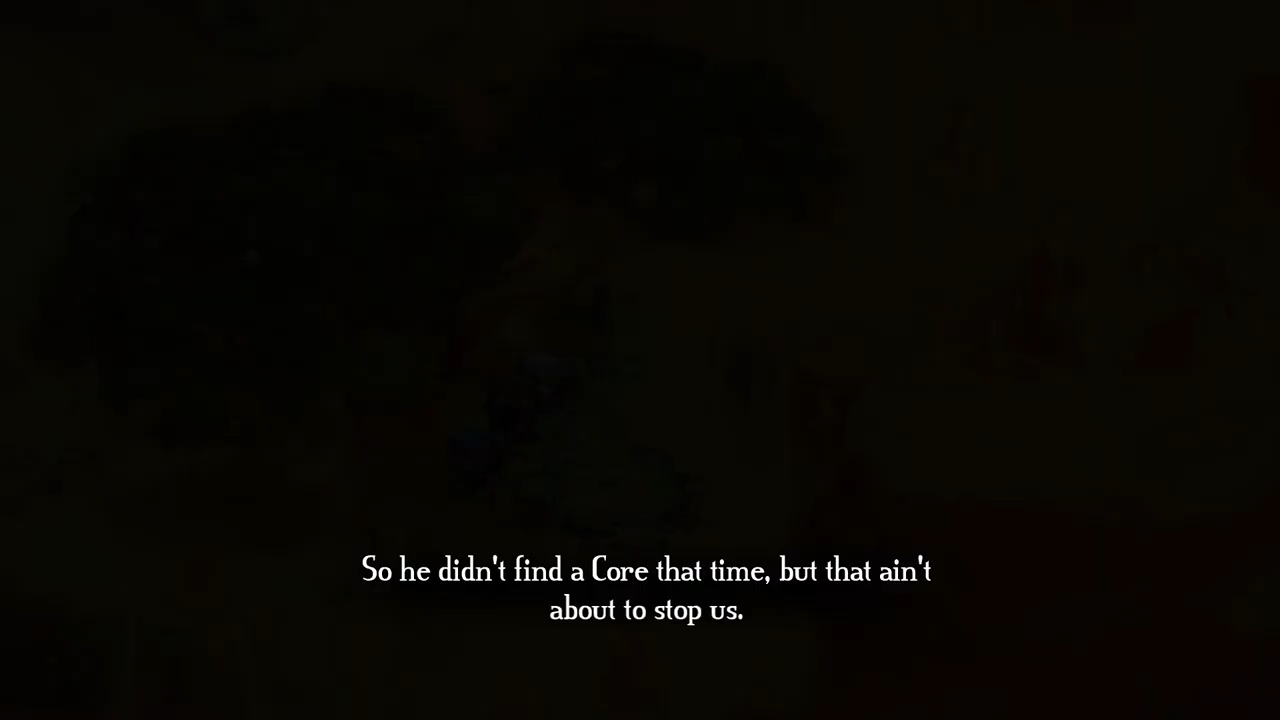 So he didn't find a Core that time, but that ain't
about to stop us.